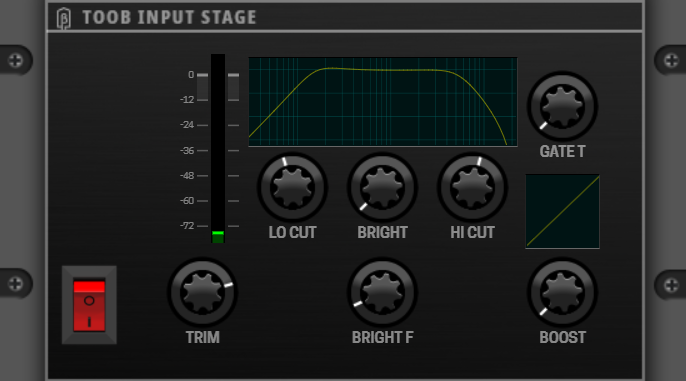 TOOB INPUT STAGE
0
-12
-24
-36
-48
-60
-72
GATE T
LO CUT
BRIGHT
HI CUT
TRIM
BRIGHT F
BOOST